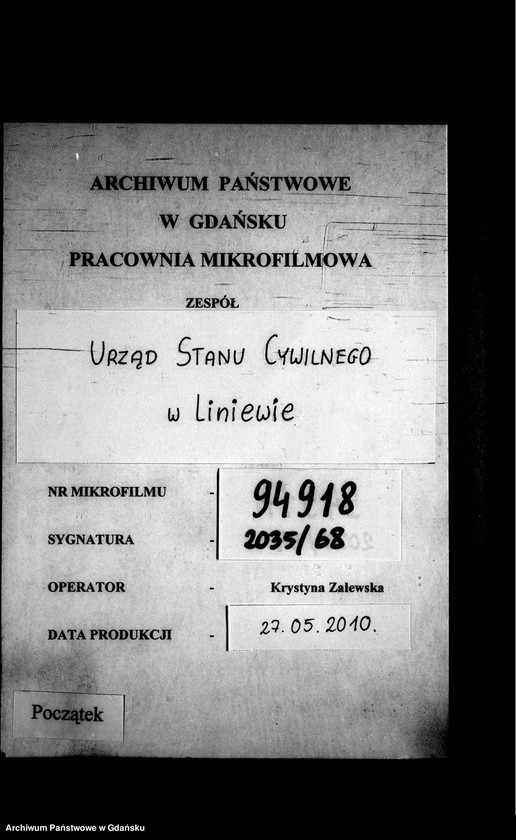 ARCHIWUM PAŃSTWOWE
W GDAŃSKU
PRACOWNIA MIKROFILMOWA
ZESPÓŁ
URZĄD STANU CYWILNEGO
w Liniewie
NR MIKROFILMU - 94918
SYGNATURA - 2035/68
OPERATOR - Krystyna Zalewska
DATA PRODUKCJI - 27.05.2010.
Początek
Archiwum Państwowe w Gdańsku